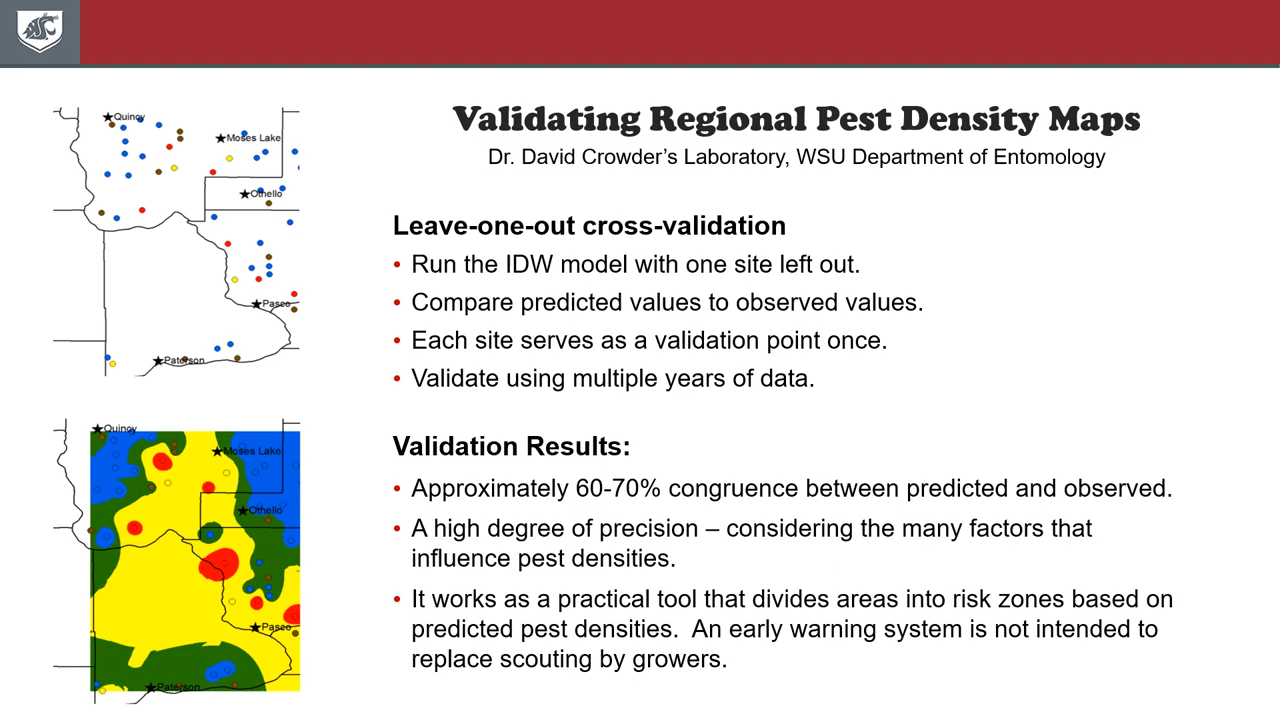 Validating Regional Pest Density Maps
Dr. David Crowder's Laboratory, WSU Department of Entomology
Quincy
Moses Lake
Othello
Pasco
Paterson
Leave-one-out cross-validation
• Run the IDW model with one site left out.
• Compare predicted values to observed values.
• Each site serves as a validation point once.
• Validate using multiple years of data.
Quincy
Moses Lake
Othello
Pasco
Paterson
Validation Results:
• Approximately 60-70% congruence between predicted and observed.
• A high degree of precision – considering the many factors that
influence pest densities.
• It works as a practical tool that divides areas into risk zones based on
predicted pest densities.  An early warning system is not intended to
replace scouting by growers.